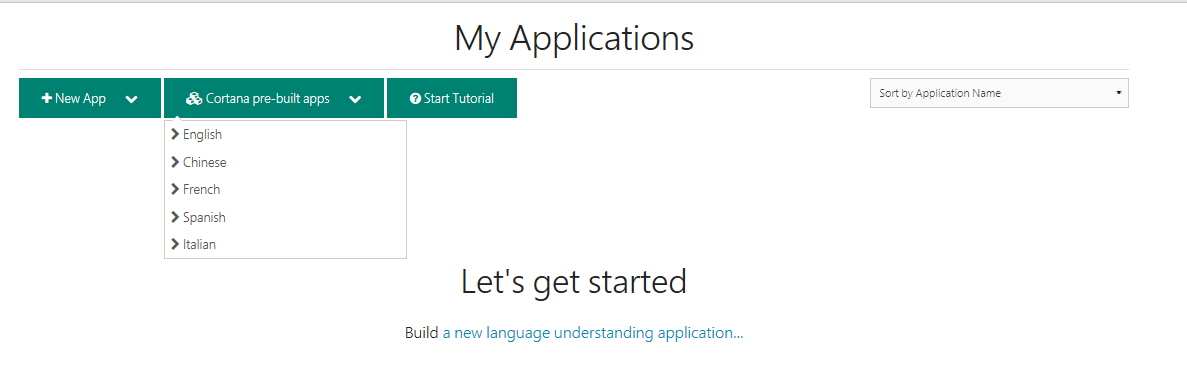 My Applications
New App
Cortana pre-built apps
Start Tutorial
Sort by Application Name
English
Chinese
French
Spanish
Italian
Let's get started
Build a new language understanding application...